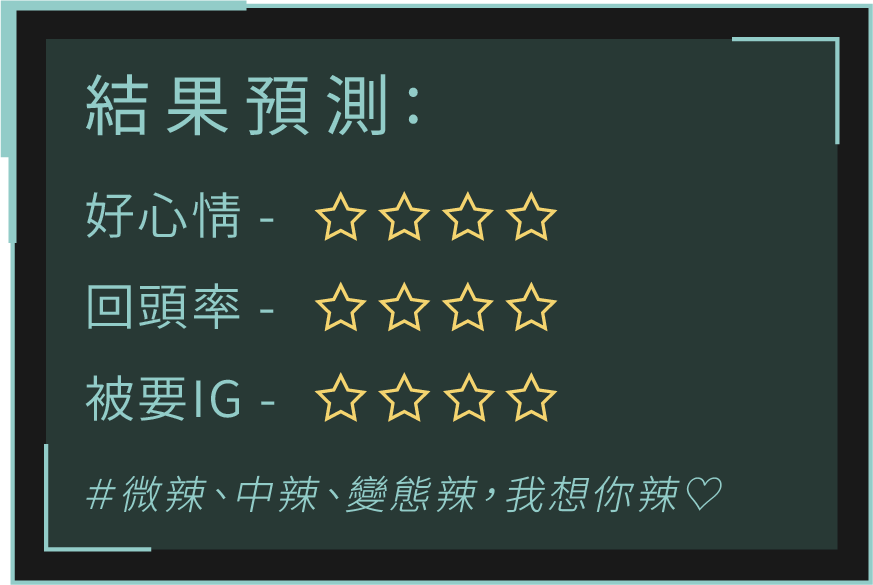 結果預測：
好心情 - ☆☆☆☆
回頭率 - ☆☆☆☆
被要IG - ☆☆☆☆
＃微辣、中辣、變態辣，我想你辣♡